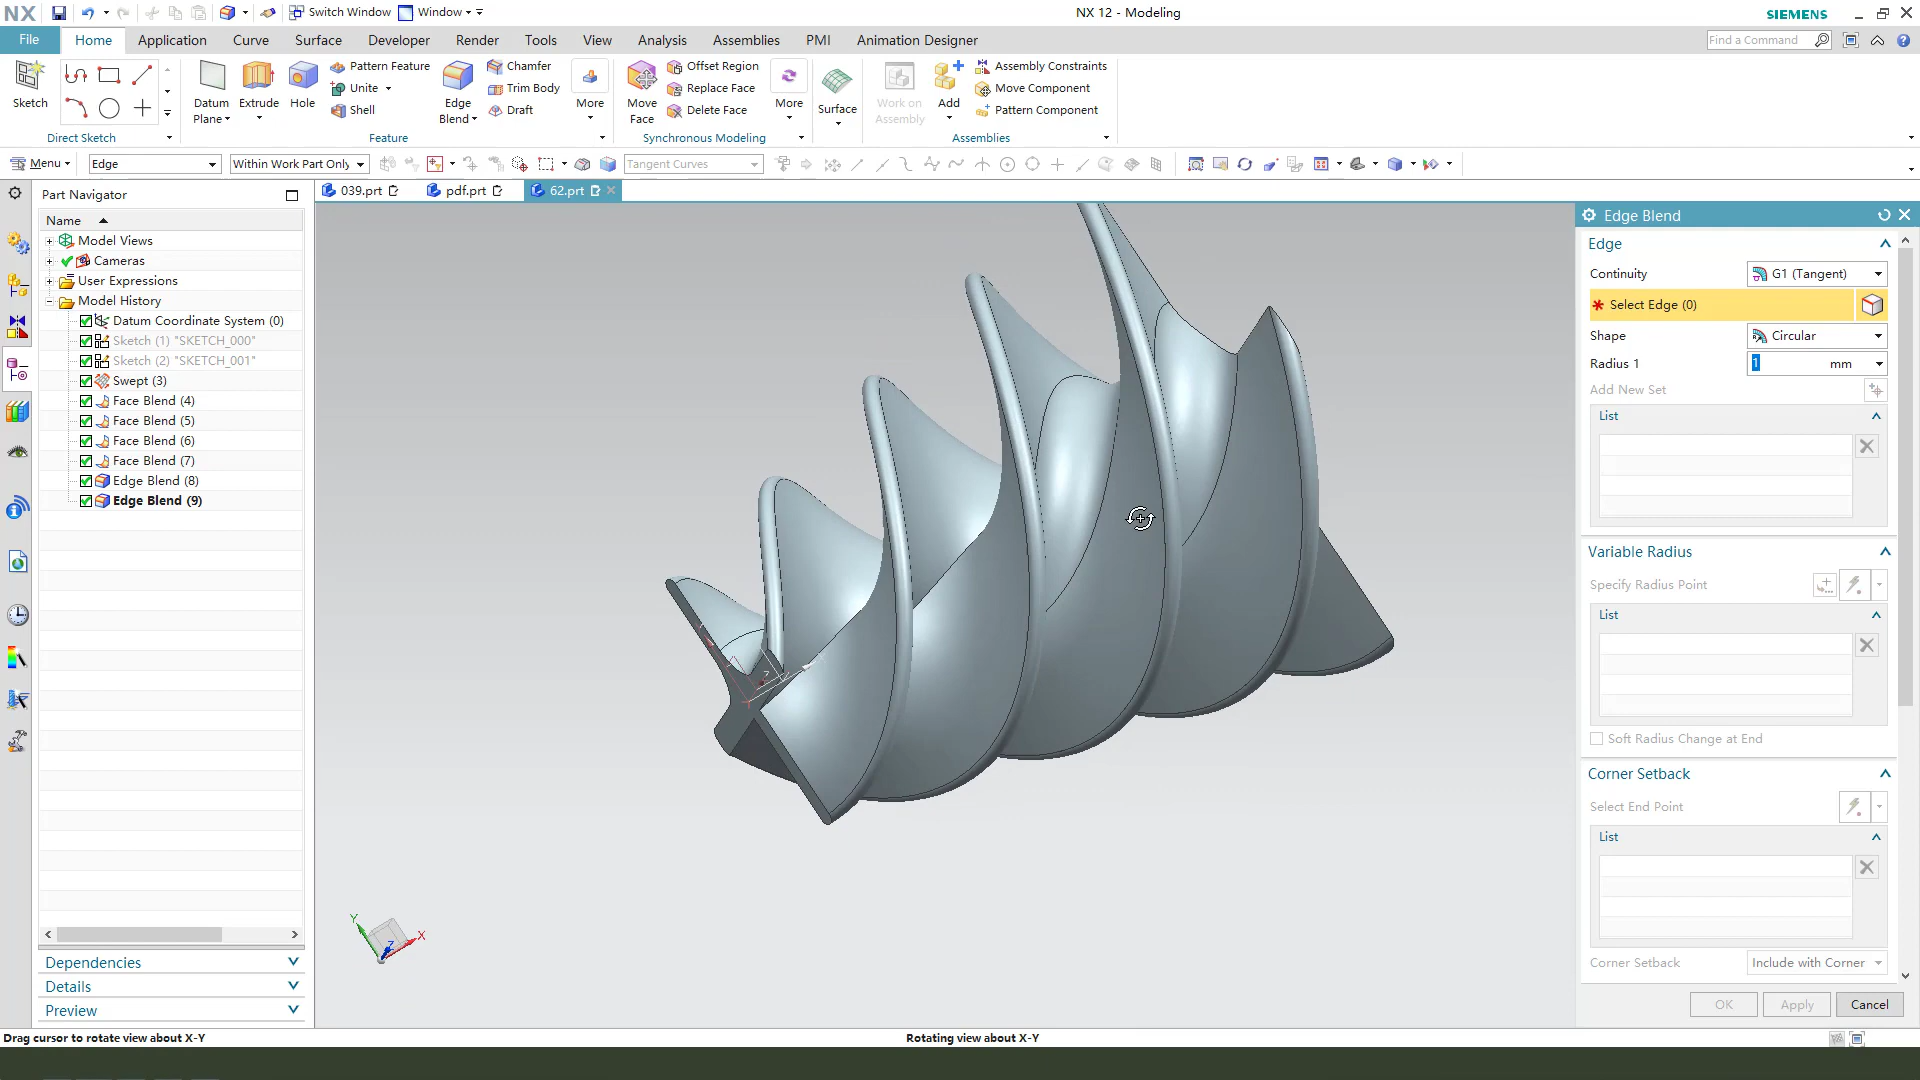 NX
Switch Window
Window
NX 12 - Modeling
SIEMENS
File
Home
Application
Curve
Surface
Developer
Render
Tools
View
Analysis
Assemblies
PMI
Animation Designer
Find a Command
Sketch
Direct Sketch
Datum Plane
Extrude
Hole
Pattern Feature
Unite
Shell
Edge Blend
Chamfer
Trim Body
Draft
More
Feature
Move Face
Offset Region
Replace Face
Delete Face
More
Synchronous Modeling
Surface
Work on Assembly
Add
Assembly Constraints
Move Component
Pattern Component
Assemblies
Menu
Edge
Within Work Part Only
Tangent Curves
Part Navigator
039.prt
pdf.prt
62.prt
Name
Model Views
Cameras
User Expressions
Model History
Datum Coordinate System (0)
Sketch (1) "SKETCH_000"
Sketch (2) "SKETCH_001"
Swept (3)
Face Blend (4)
Face Blend (5)
Face Blend (6)
Face Blend (7)
Edge Blend (8)
Edge Blend (9)
Dependencies
Details
Preview
Z
Y
X
Z
Edge Blend
Edge
Continuity
G1 (Tangent)
* Select Edge (0)
Shape
Circular
Radius 1
1 mm
Add New Set
List
Variable Radius
Specify Radius Point
List
Soft Radius Change at End
Corner Setback
Select End Point
List
Corner Setback
Include with Corner
OK
Apply
Cancel
Drag cursor to rotate view about X-Y
Rotating view about X-Y